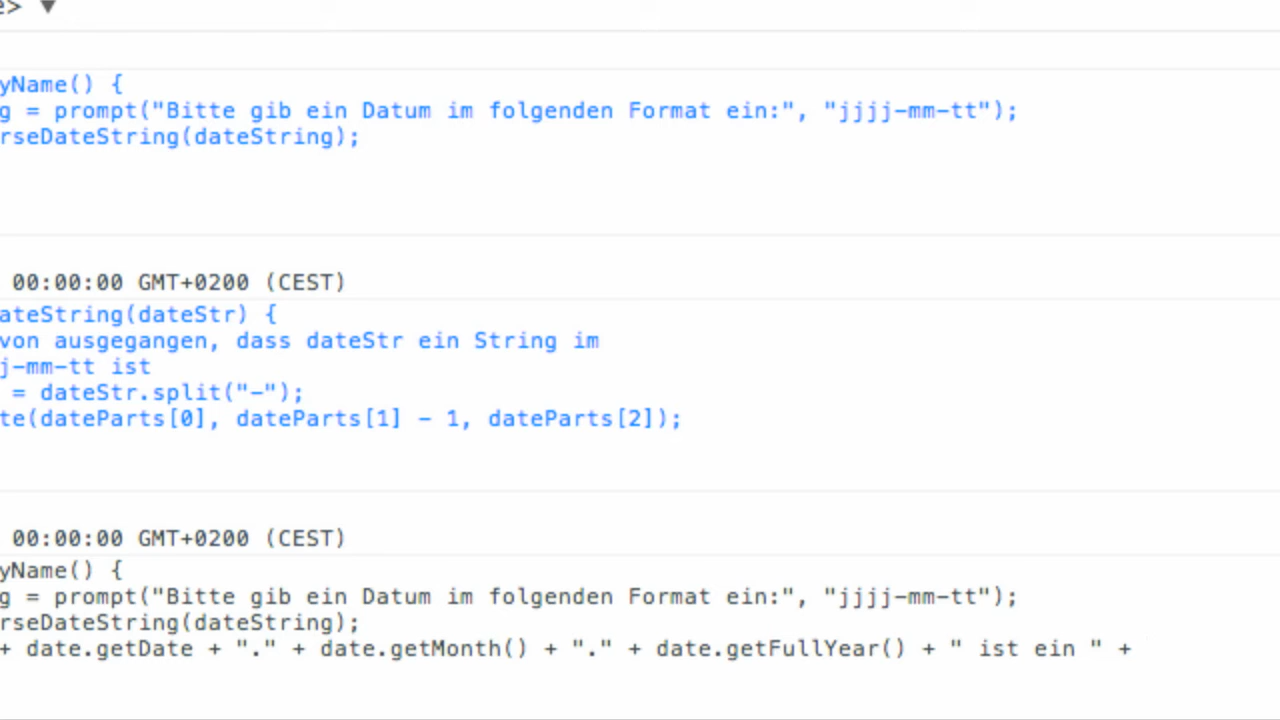 e> ▼
yName() {
g = prompt("Bitte gib ein Datum im folgenden Format ein:", "jjjj-mm-tt");
rseDateString(dateString);
00:00:00 GMT+0200 (CEST)
ateString(dateStr) {
von ausgegangen, dass dateStr ein String im
j-mm-tt ist
= dateStr.split("-");
te(dateParts[0], dateParts[1] - 1, dateParts[2]);
00:00:00 GMT+0200 (CEST)
yName() {
g = prompt("Bitte gib ein Datum im folgenden Format ein:", "jjjj-mm-tt");
rseDateString(dateString);
+ date.getDate + "." + date.getMonth() + "." + date.getFullYear() + " ist ein " +